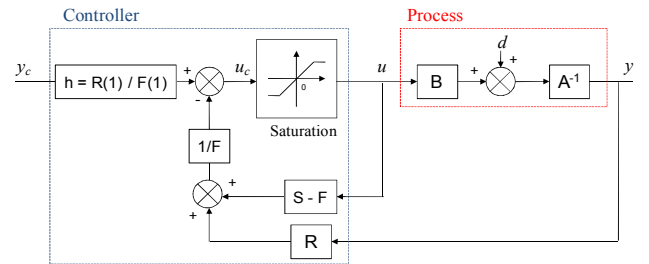 Controller
Process
y_c
h = R(1) / F(1)
+
-
u_c
0
Saturation
u
B
+
d
+
A⁻¹
y
1/F
+
+
S - F
R